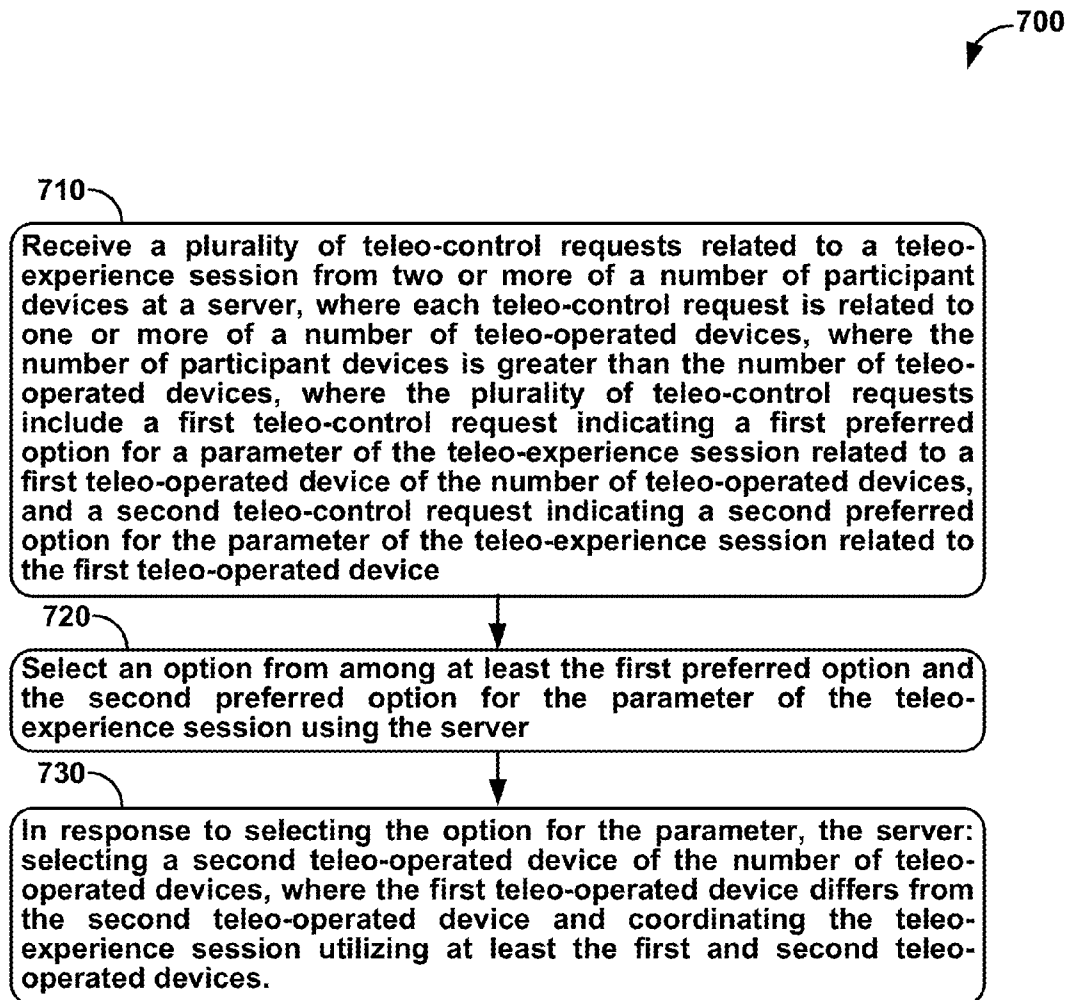 700
710
Receive a plurality of teleo-control requests related to a teleo-
experience session from two or more of a number of participant
devices at a server, where each teleo-control request is related to
one or more of a number of teleo-operated devices, where the
number of participant devices is greater than the number of teleo-
operated devices, where the plurality of teleo-control requests
include a first teleo-control request indicating a first preferred
option for a parameter of the teleo-experience session related to a
first teleo-operated device of the number of teleo-operated devices,
and a second teleo-control request indicating a second preferred
option for the parameter of the teleo-experience session related to
the first teleo-operated device
720
Select an option from among at least the first preferred option and
the second preferred option for the parameter of the teleo-
experience session using the server
730
In response to selecting the option for the parameter, the server:
selecting a second teleo-operated device of the number of teleo-
operated devices, where the first teleo-operated device differs from
the second teleo-operated device and coordinating the teleo-
experience session utilizing at least the first and second teleo-
operated devices.